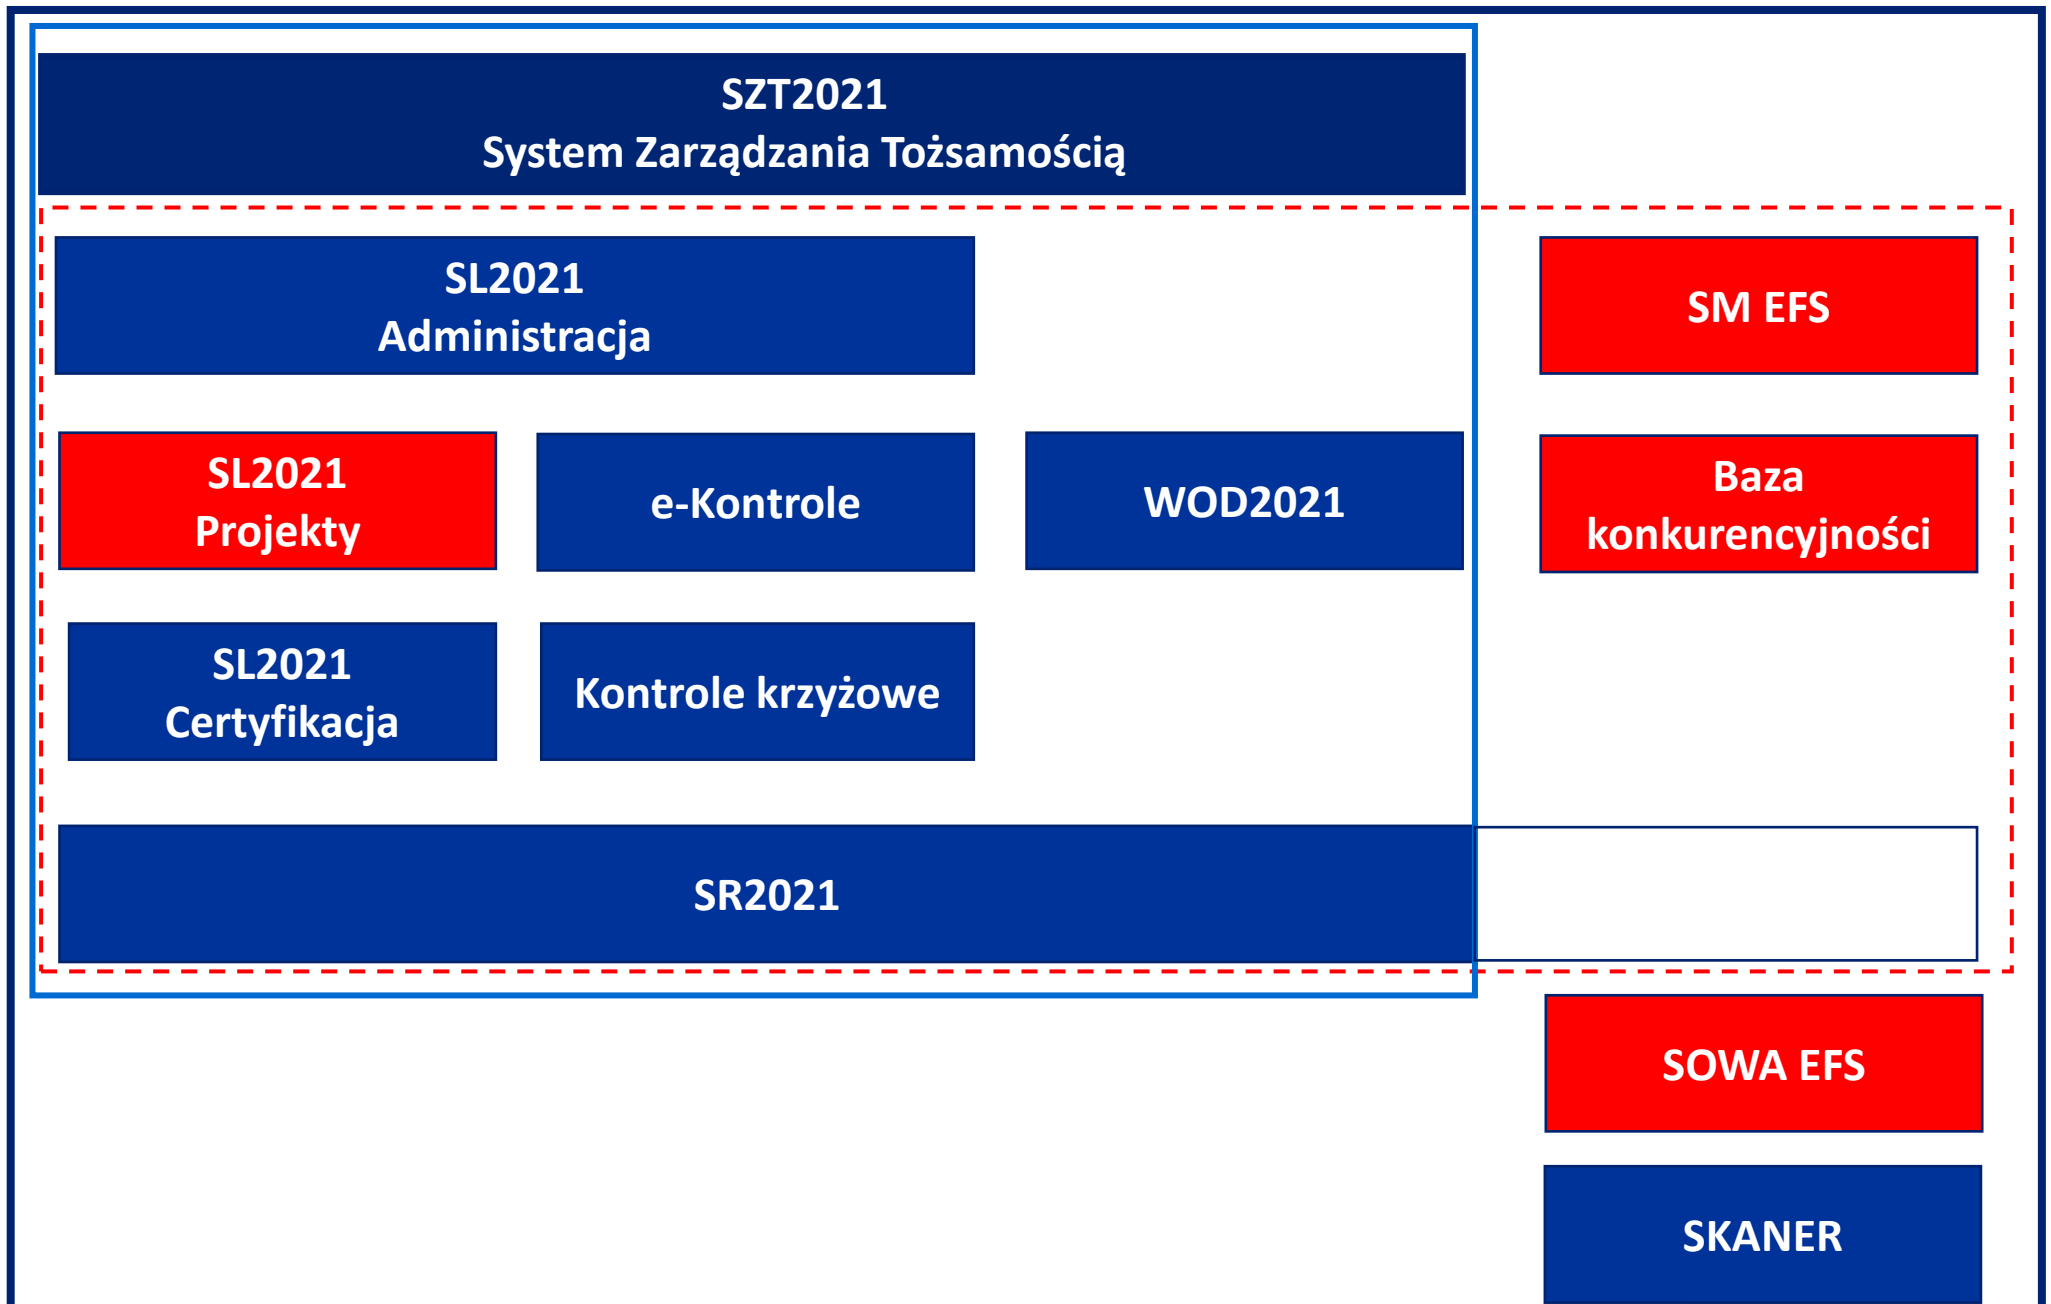 SZT2021
System Zarządzania Tożsamością
SL2021
Administracja
SM EFS
SL2021
Projekty
e-Kontrole
WOD2021
Baza
konkurencyjności
SL2021
Certyfikacja
Kontrole krzyżowe
SR2021
SOWA EFS
SKANER